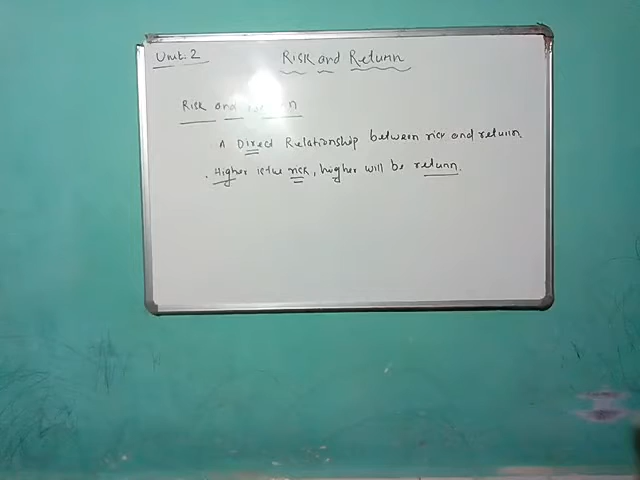 Unit: 2
Risk and Return
Risk and Return
A Direct Relationship between risk and return.
. Higher is the risk, higher will be return.